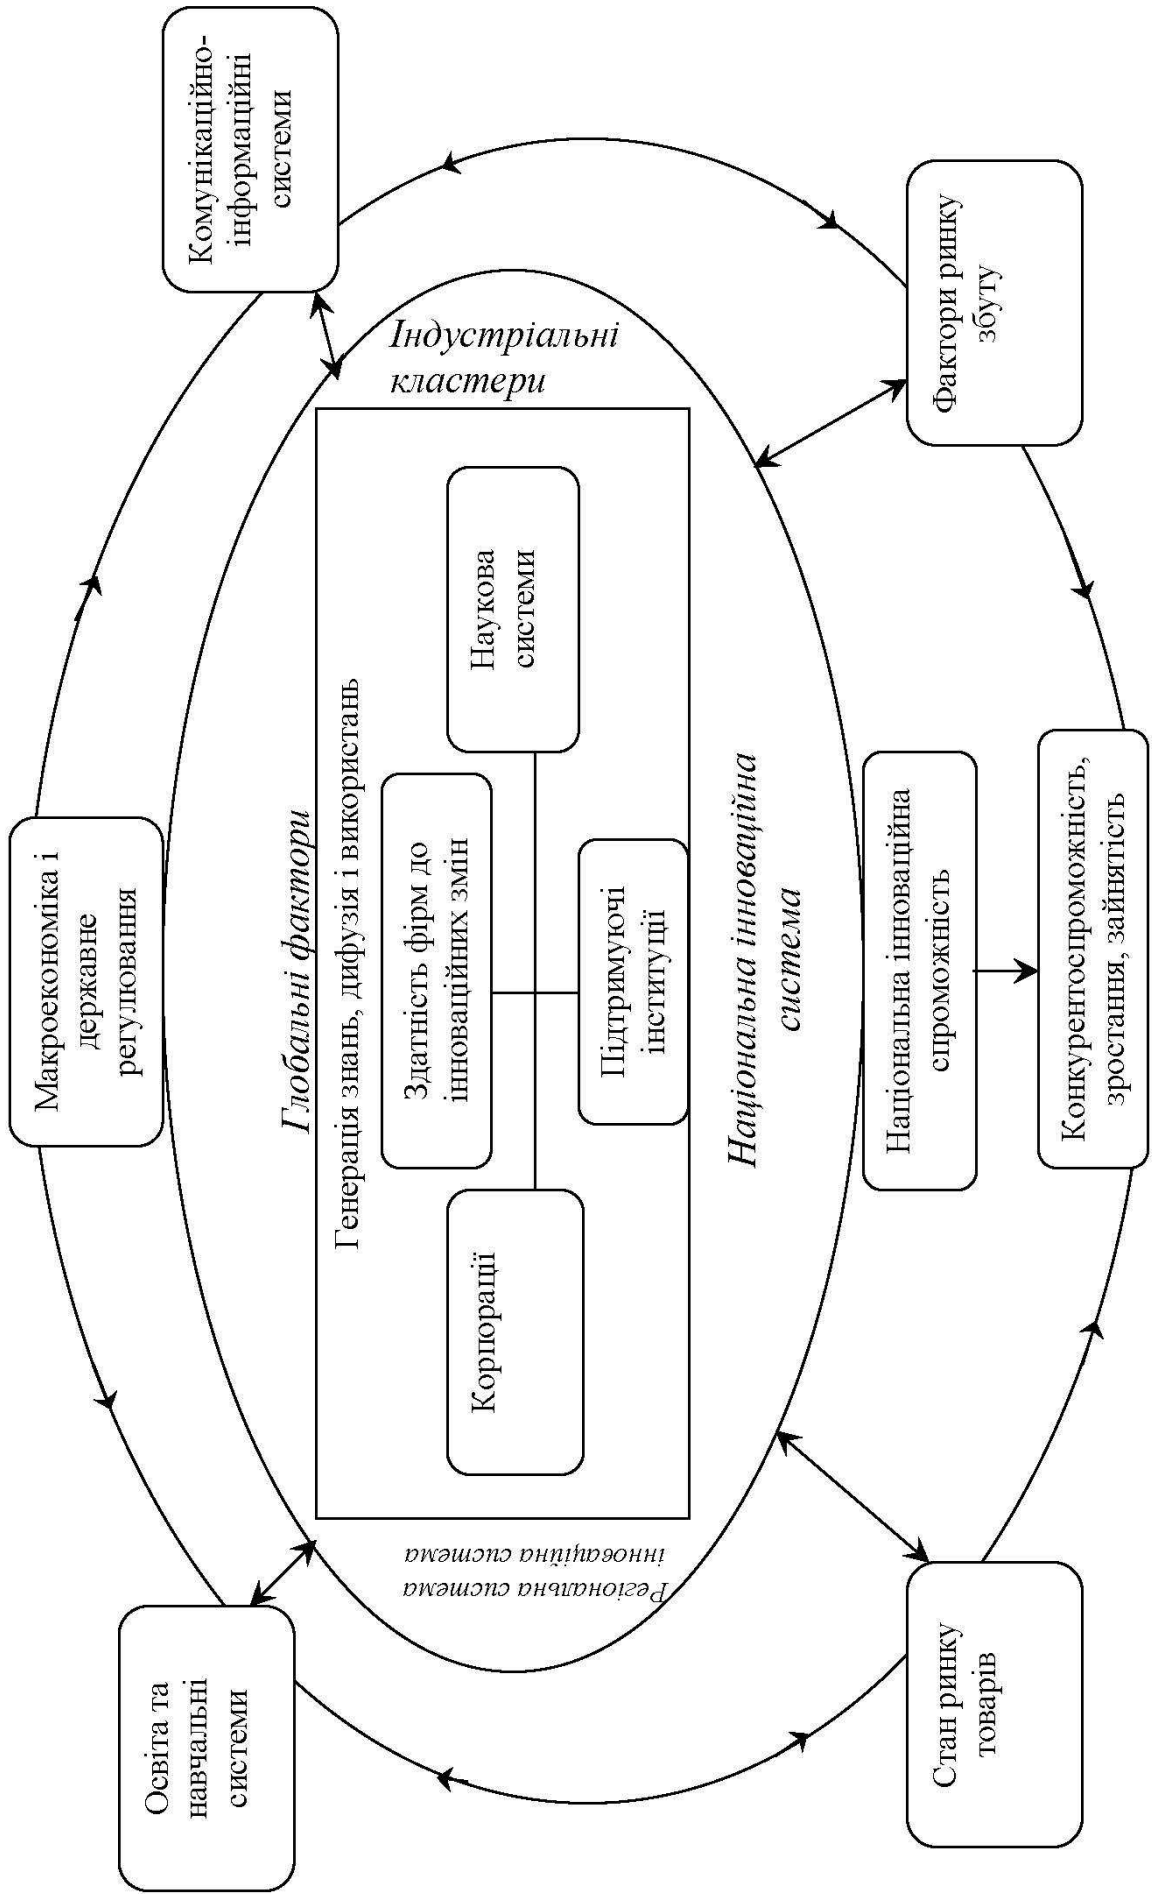 Макроекономіка і
державне
регулювання
Освіта та
навчальні
системи
Комунікаційно-
інформаційні
системи
Глобальні фактори
Генерація знань, дифузія і використань
Здатність фірм до
інноваційних змін
Корпорації
Наукова
системи
Підтримуючі
інституції
Регіональна система
інноваційна система
Індустріальні
кластери
Національна інноваційна
система
Стан ринку
товарів
Фактори ринку
збуту
Національна інноваційна
спроможність
Конкурентоспроможність,
зростання, зайнятість